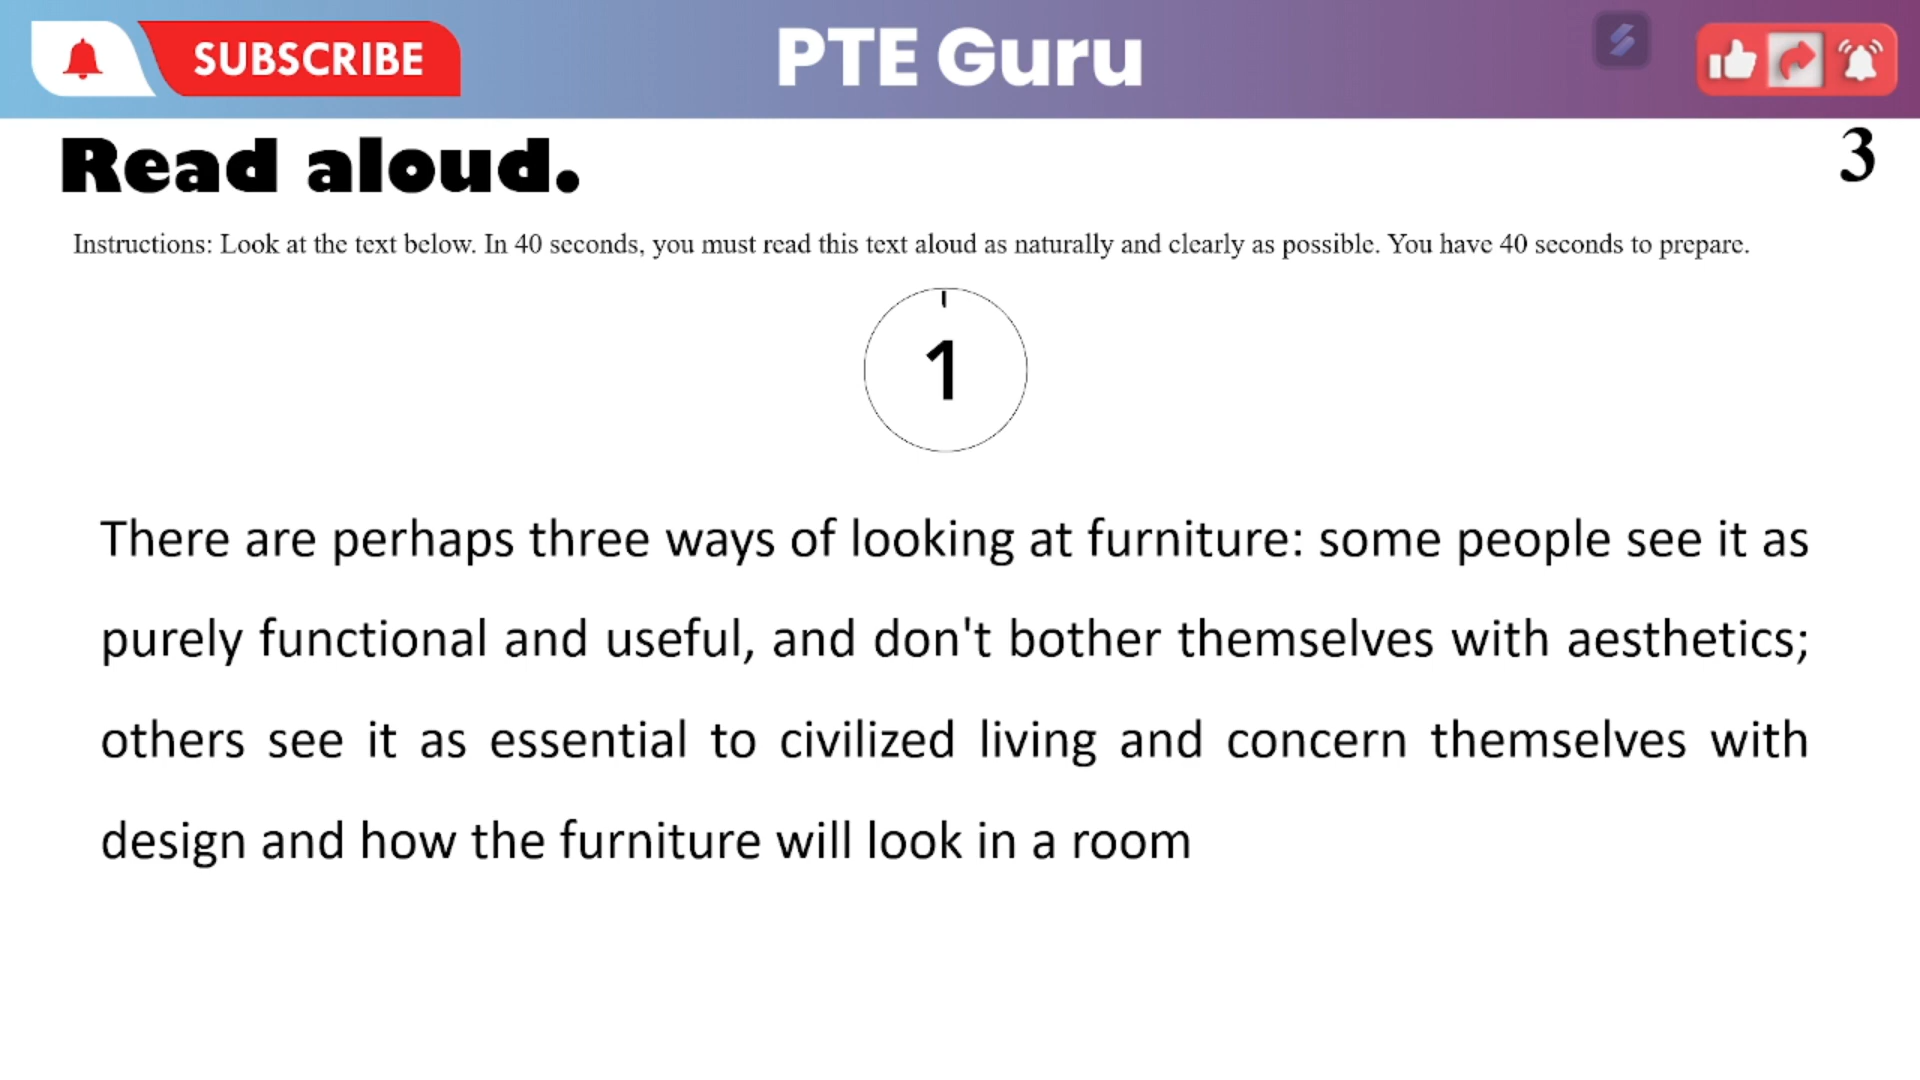 SUBSCRIBE
PTE Guru
Read aloud.
3
Instructions: Look at the text below. In 40 seconds, you must read this text aloud as naturally and clearly as possible. You have 40 seconds to prepare.
1
There are perhaps three ways of looking at furniture: some people see it as
purely functional and useful, and don't bother themselves with aesthetics;
others see it as essential to civilized living and concern themselves with
design and how the furniture will look in a room